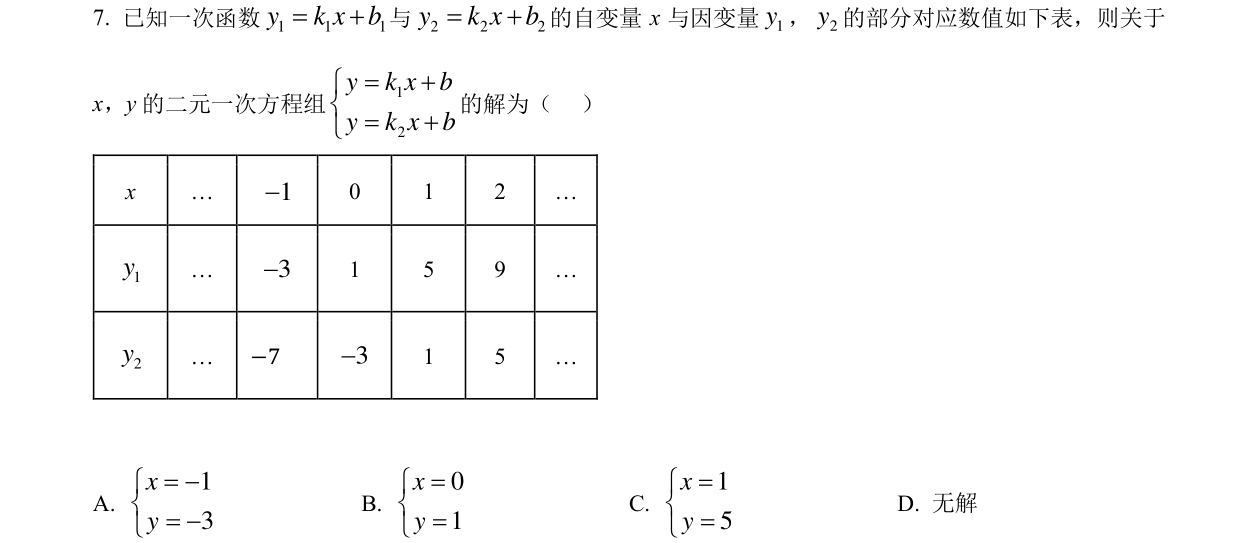 7. 已知一次函数 y₁ = k₁x + b₁ 与 y₂ = k₂x + b₂ 的自变量 x 与因变量 y₁， y₂ 的部分对应数值如下表，则关于
x，y 的二元一次方程组 { y = k₁x + b
y = k₂x + b 的解为（ ）
x … −1 0 1 2 …
y₁ … −3 1 5 9 …
y₂ … −7 −3 1 5 …
A. { x = −1
y = −3
B. { x = 0
y = 1
C. { x = 1
y = 5
D. 无解